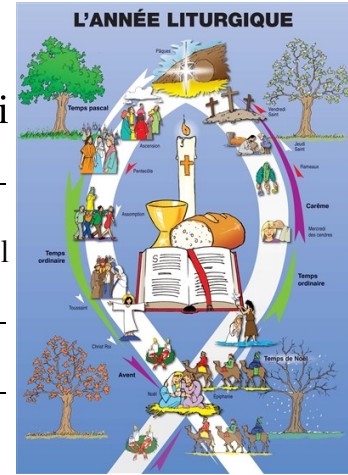 L'ANNÉE LITURGIQUE
Pâques
Temps pascal
i
Vendredi
Saint
Ascension
Jeudi
Saint
Pentecôte
Rameaux
Carême
Assomption
Mercredi
des cendres
l
Temps
ordinaire
Temps
ordinaire
Toussaint
S
Christ Roi
Temps de Noël
Avent
Noël
Épiphanie